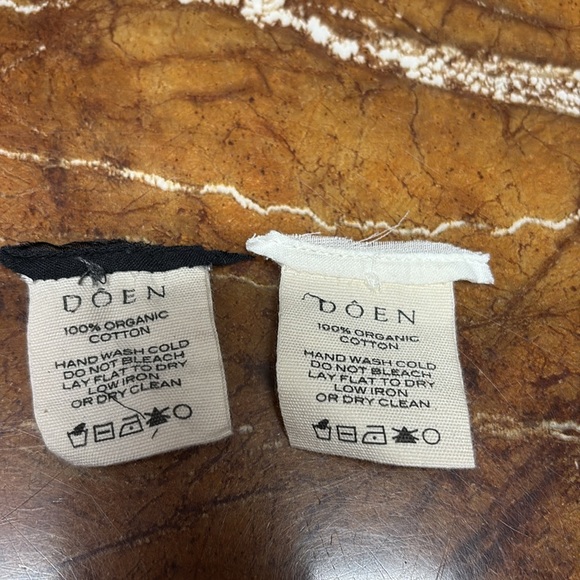 DÔEN
100% ORGANIC
COTTON
HAND WASH COLD
DO NOT BLEACH
LAY FLAT TO DRY
LOW IRON
OR DRY CLEAN
DÔEN
100% ORGANIC
COTTON
HAND WASH COLD
DO NOT BLEACH
LAY FLAT TO DRY
LOW IRON
OR DRY CLEAN